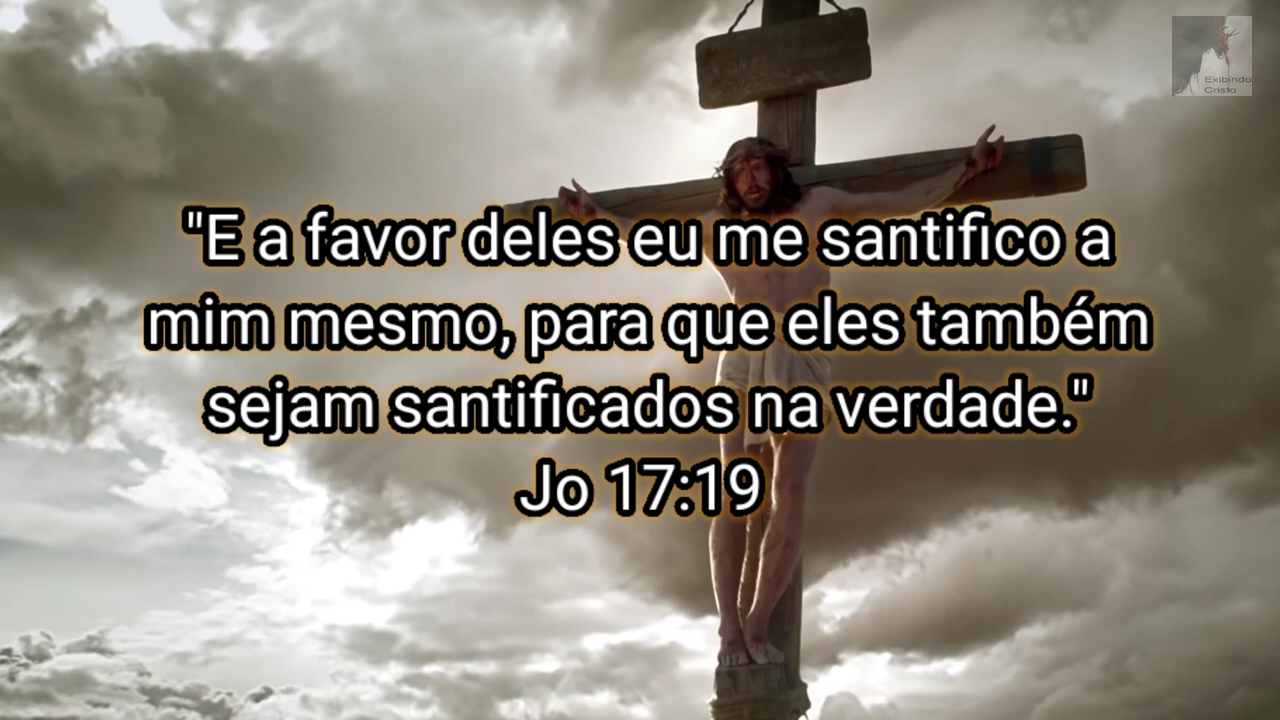 Exibindo
Cristo
"E a favor deles eu me santifico a
mim mesmo, para que eles também
sejam santificados na verdade."
Jo 17:19